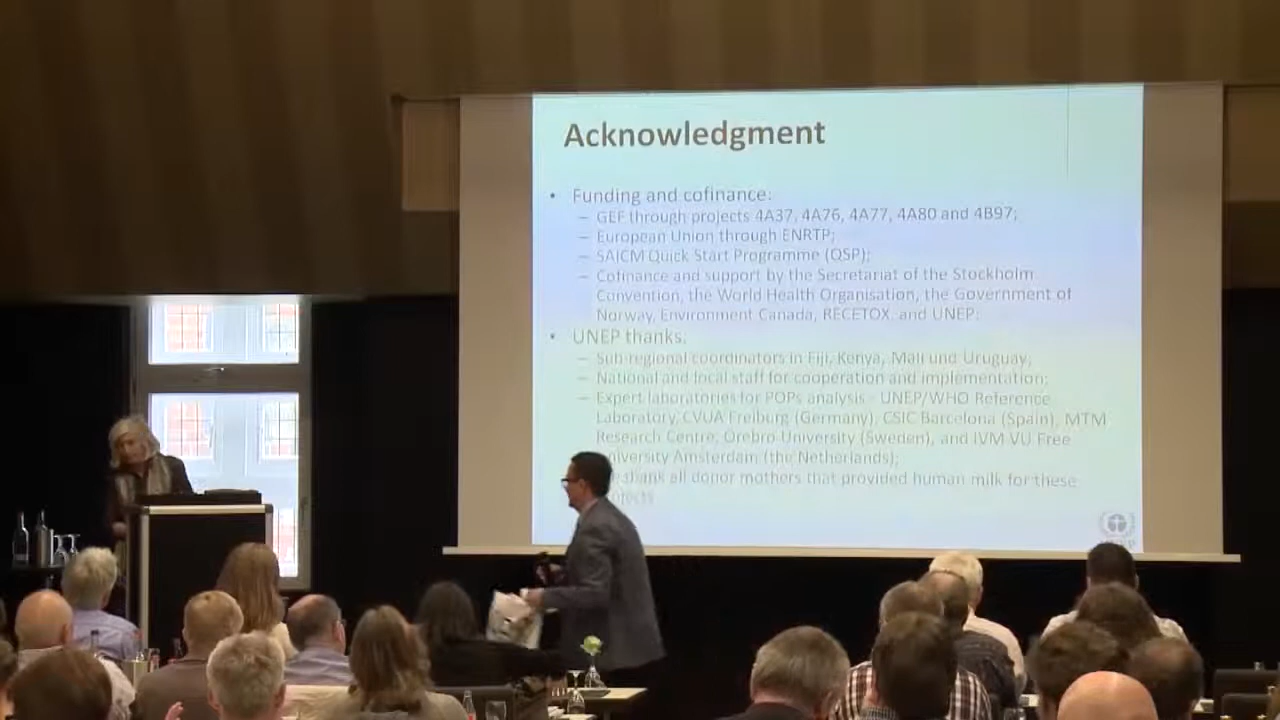 Acknowledgment
• Funding and cofinance:
– GEF through projects 4A37, 4A76, 4A77, 4A80 and 4B97;
– European Union through ENRTP;
– SAICM Quick Start Programme (QSP);
– Cofinance and support by the Secretariat of the Stockholm
Convention, the World Health Organisation, the Government of
Norway, Environment Canada, RECETOX, and UNEP;
• UNEP thanks:
– Sub-regional coordinators in Fiji, Kenya, Mali und Uruguay;
– National and local staff for cooperation and implementation;
– Expert laboratories for POPs analysis - UNEP/WHO Reference
Laboratory, CVUA Freiburg (Germany), CSIC Barcelona (Spain), MTM
Research Centre, Örebro University (Sweden), and IVM VU Free
University Amsterdam (the Netherlands);
thank all donor mothers that provided human milk for these